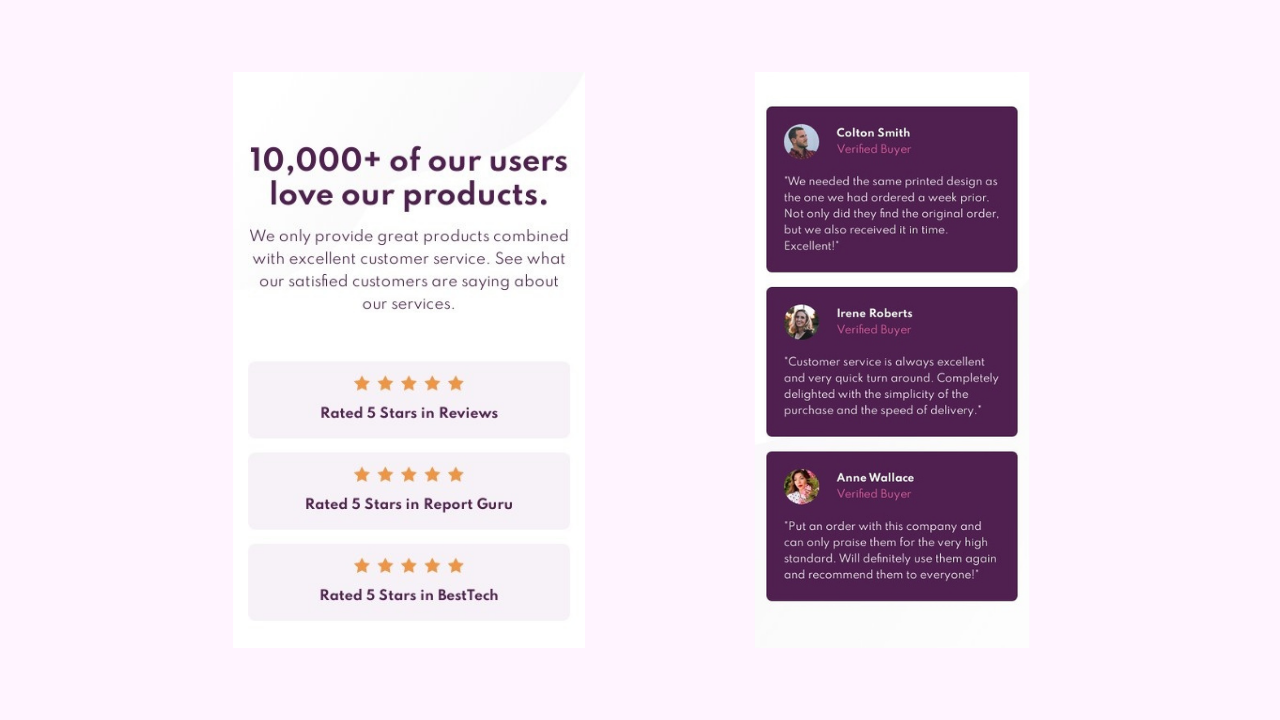 10,000+ of our users
love our products.
We only provide great products combined
with excellent customer service. See what
our satisfied customers are saying about
our services.
Rated 5 Stars in Reviews
Rated 5 Stars in Report Guru
Rated 5 Stars in BestTech
Colton Smith
Verified Buyer
"We needed the same printed design as
the one we had ordered a week prior.
Not only did they find the original order,
but we also received it in time.
Excellent!"
Irene Roberts
Verified Buyer
"Customer service is always excellent
and very quick turn around. Completely
delighted with the simplicity of the
purchase and the speed of delivery."
Anne Wallace
Verified Buyer
"Put an order with this company and
can only praise them for the very high
standard. Will definitely use them again
and recommend them to everyone!"